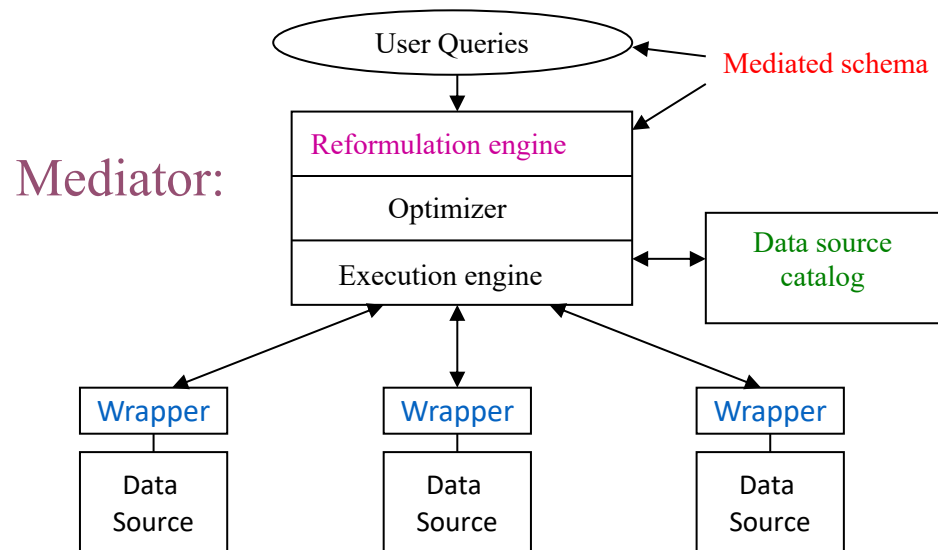 User Queries
Mediated schema
Reformulation engine
Mediator:
Optimizer
Data source
catalog
Execution engine
Wrapper
Wrapper
Wrapper
Data
Source
Data
Source
Data
Source